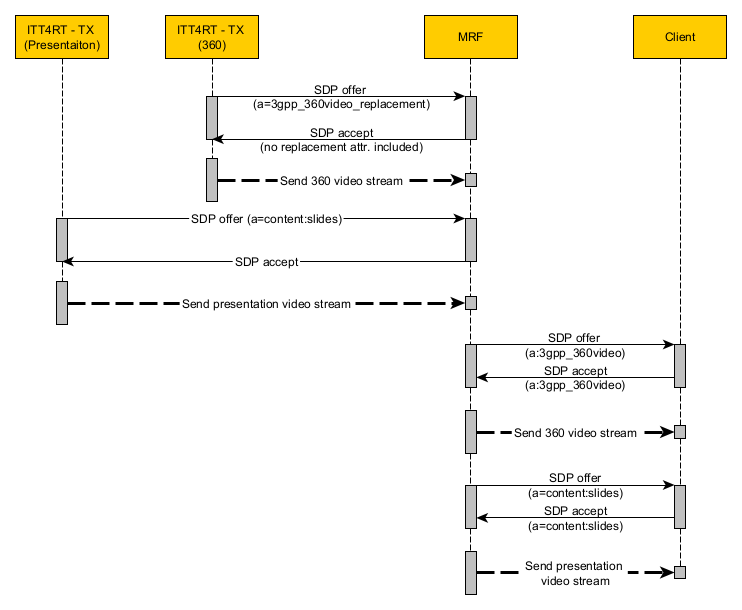 ITT4RT - TX
(Presentaiton)
ITT4RT - TX
(360)
MRF
Client
SDP offer
(a=3gpp_360video_replacement)
SDP accept
(no replacement attr. included)
Send 360 video stream
SDP offer (a=content:slides)
SDP accept
Send presentation video stream
SDP offer
(a:3gpp_360video)
SDP accept
(a:3gpp_360video)
Send 360 video stream
SDP offer
(a=content:slides)
SDP accept
(a=content:slides)
Send presentation
video stream